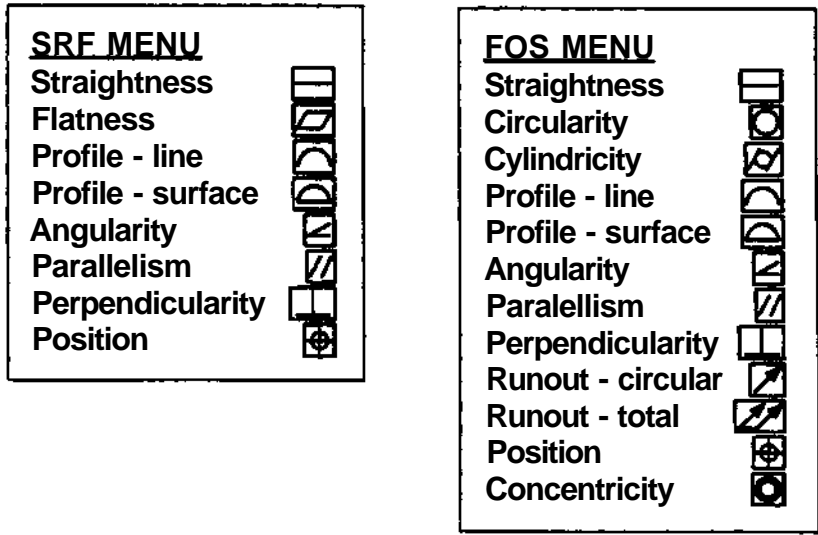 SRF MENU
Straightness
Flatness
Profile - line
Profile - surface
Angularity
Parallelism
Perpendicularity
Position
FOS MENU
Straightness
Circularity
Cylindricity
Profile - line
Profile - surface
Angularity
Paralellism
Perpendicularity
Runout - circular
Runout - total
Position
Concentricity